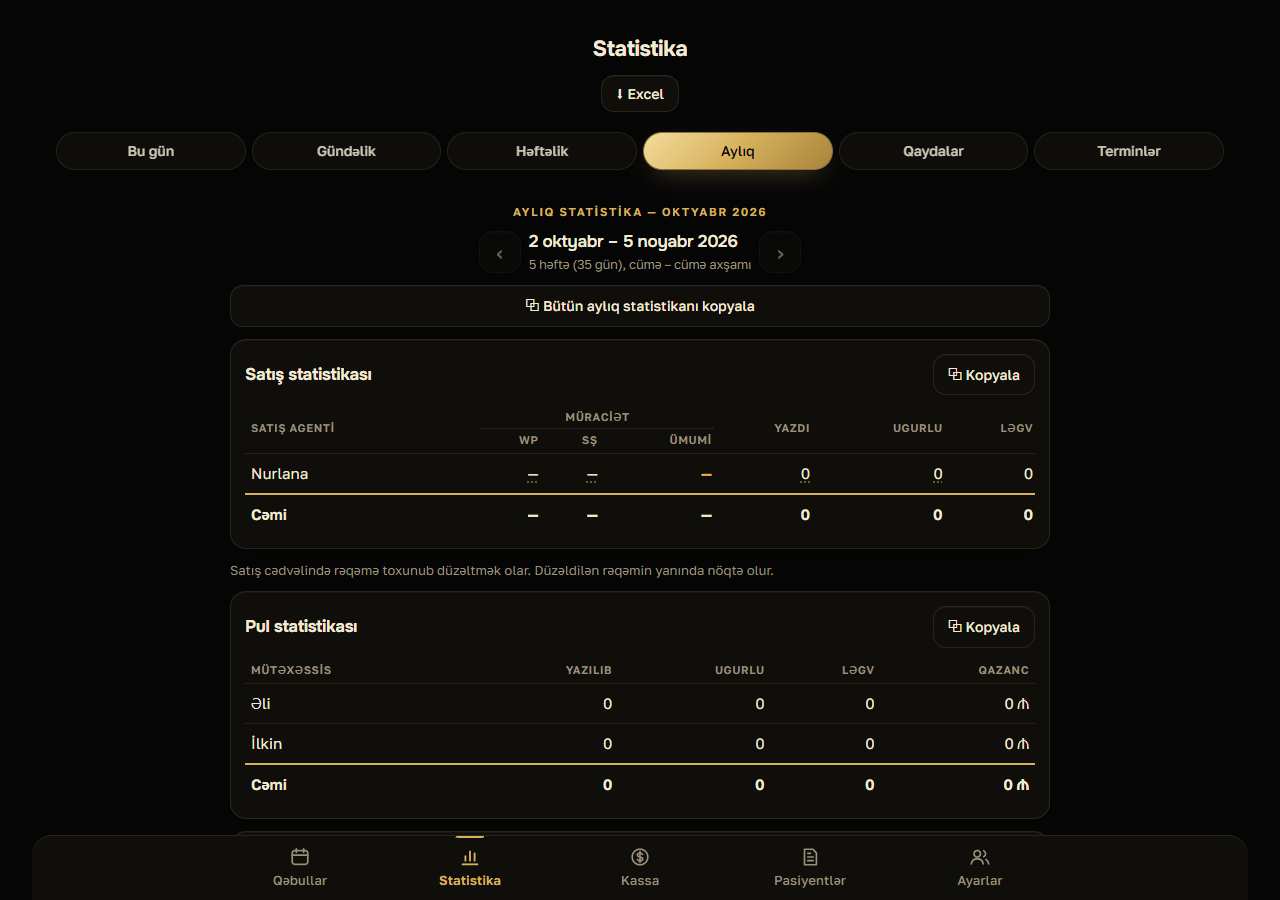 Statistika
⬇ Excel
Bu gün
Gündəlik
Həftəlik
Aylıq
Qaydalar
Terminlər
AYLIQ STATİSTİKA — OKTYABR 2026
‹
2 oktyabr – 5 noyabr 2026
5 həftə (35 gün), cümə – cümə axşamı
›
⧉ Bütün aylıq statistikanı kopyala
Satış statistikası
⧉ Kopyala
SATIŞ AGENTİ MÜRACİƏT YAZDI UGURLU LƏGV
WP SŞ ÜMUMİ
Nurlana — — — 0 0 0
Cəmi — — — 0 0 0
Satış cədvəlində rəqəmə toxunub düzəltmək olar. Düzəldilən rəqəmin yanında nöqtə olur.
Pul statistikası
⧉ Kopyala
MÜTƏXƏSSİS YAZILIB UGURLU LƏGV QAZANC
Əli 0 0 0 0 ₼
İlkin 0 0 0 0 ₼
Cəmi 0 0 0 0 ₼
Qəbullar
Statistika
Kassa
Pasiyentlər
Ayarlar